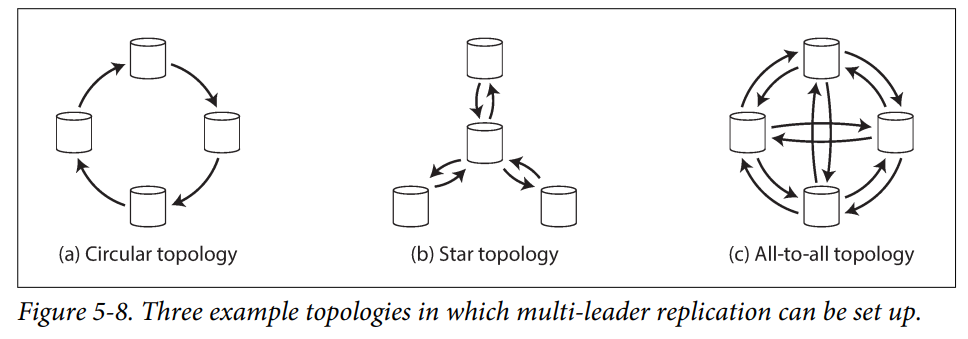 (a) Circular topology
(b) Star topology
(c) All-to-all topology
Figure 5-8. Three example topologies in which multi-leader replication can be set up.